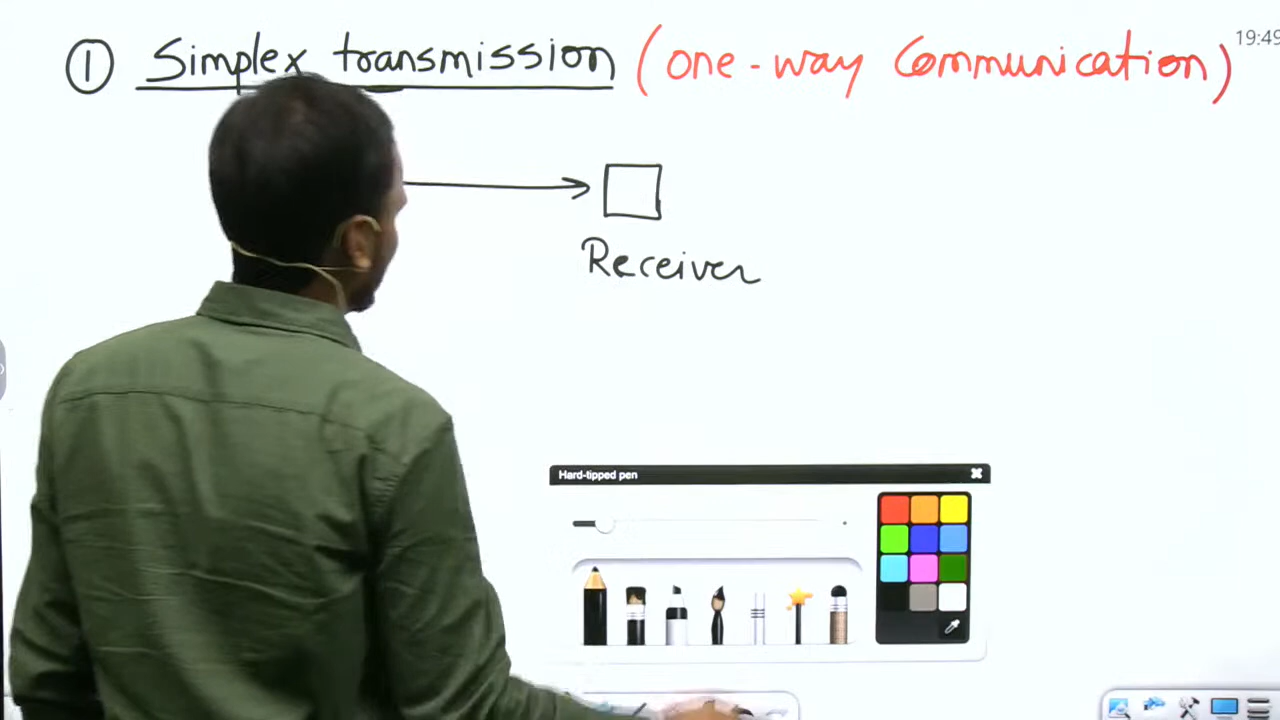 ① Simplex transmission (one-way Communication) 19:49
Receiver
Hard-tipped pen